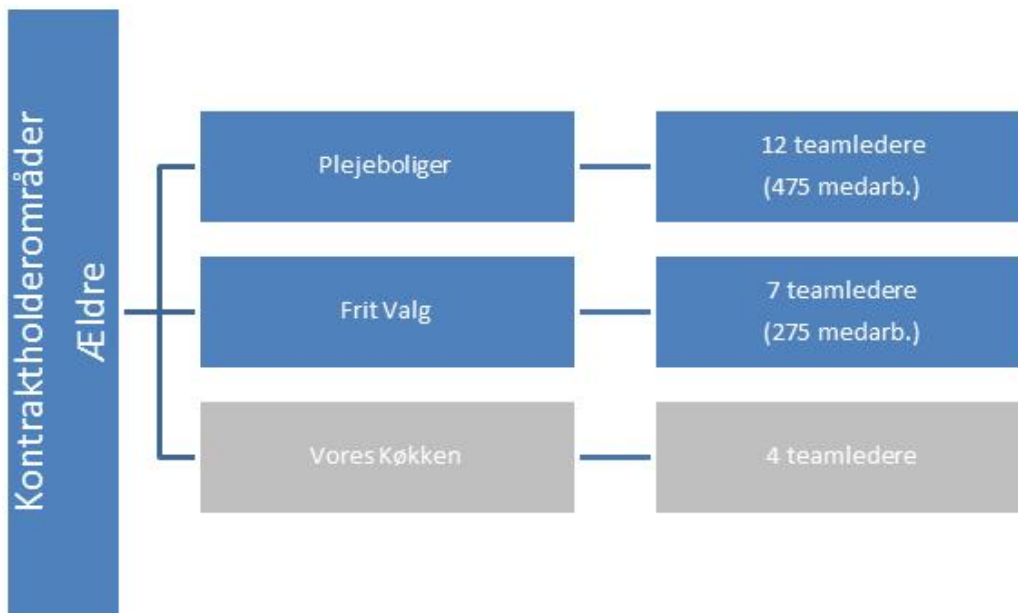 Kontraktholderområder
Ældre
Plejeboliger
12 teamledere
(475 medarb.)
Frit Valg
7 teamledere
(275 medarb.)
Vores Køkken
4 teamledere